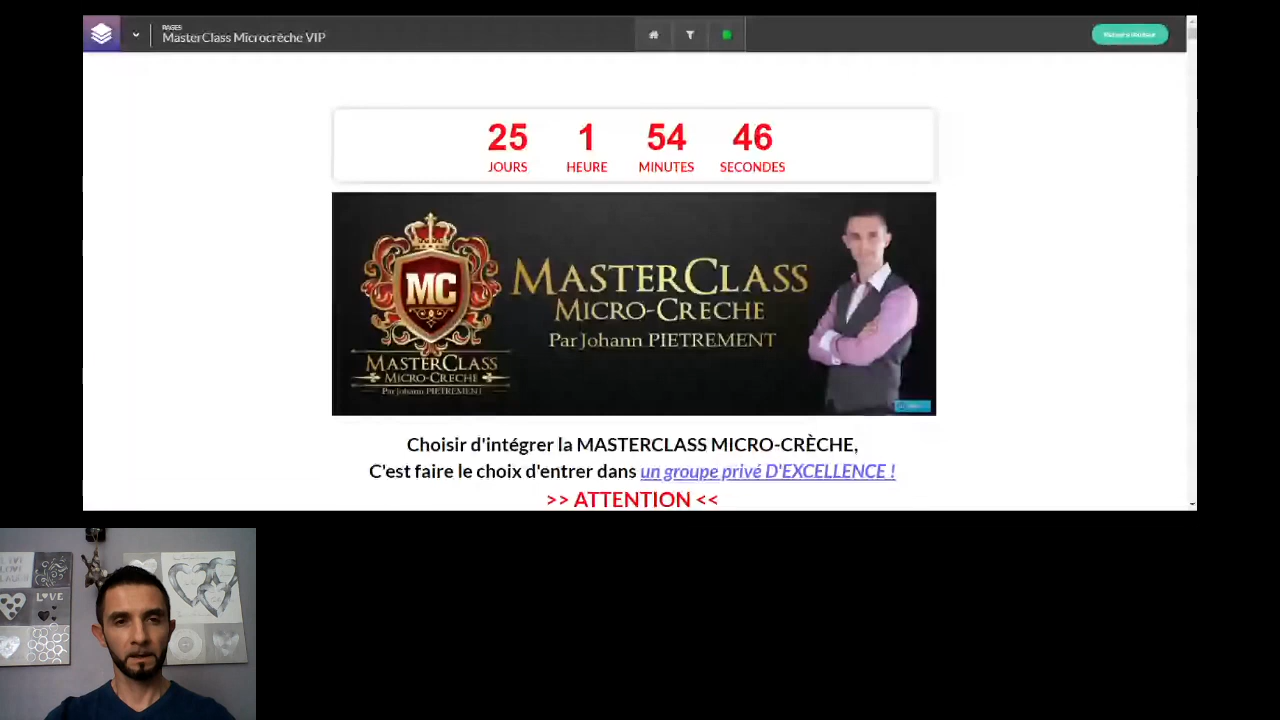 PAGES
MasterClass Microcrèche VIP
25 1 54 46
JOURS HEURE MINUTES SECONDES
MC
MASTERCLASS
MICRO-CRECHE
Par Johann PIETREMENT
MASTERCLASS
MICRO-CRECHE
Par Johann PIETREMENT
Choisir d'intégrer la MASTERCLASS MICRO-CRÈCHE,
C'est faire le choix d'entrer dans un groupe privé D'EXCELLENCE !
>> ATTENTION <<
LOVE